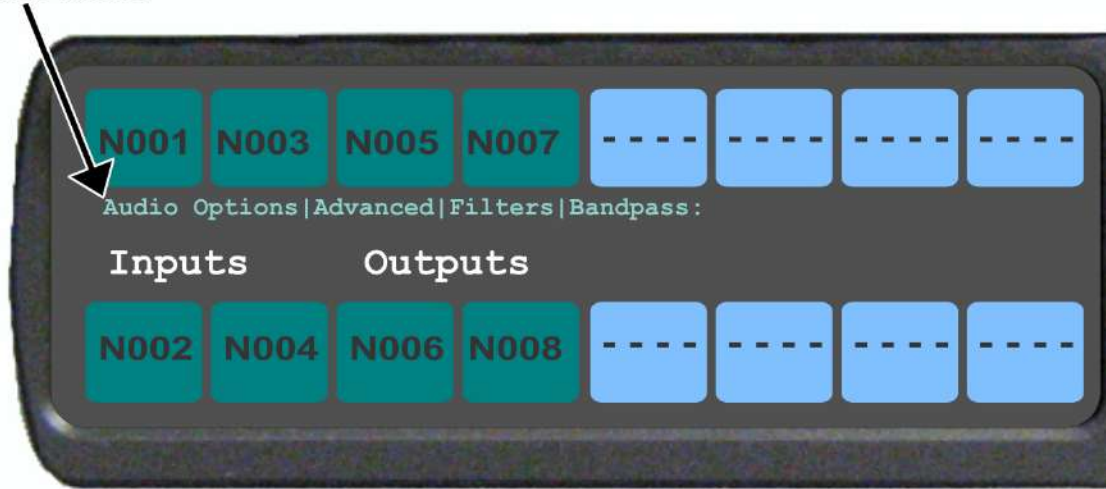 N001 N003 N005 N007 ---- ---- ---- ----
Audio Options|Advanced|Filters|Bandpass:
Inputs Outputs
N002 N004 N006 N008 ---- ---- ---- ----